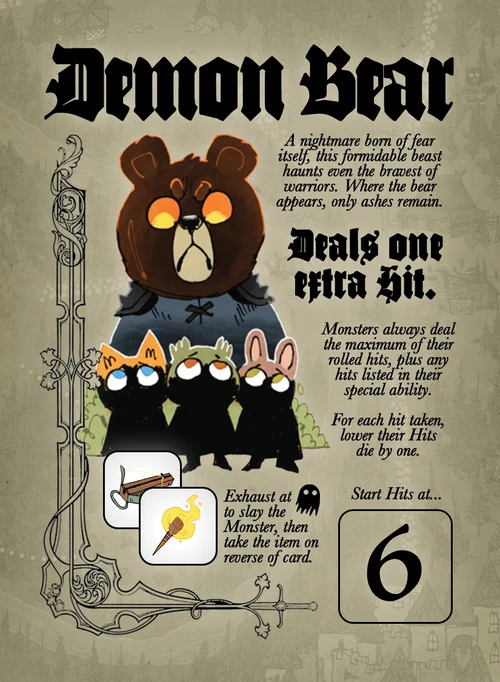 Demon Bear
A nightmare born of fear
itself, this formidable beast
haunts even the bravest of
warriors. Where the bear
appears, only ashes remain.
Deals one
extra hit.
Monsters always deal
the maximum of their
rolled hits, plus any
hits listed in their
special ability.
For each hit taken,
lower their Hits
die by one.
Exhaust at
to slay the
Monster, then
take the item on
reverse of card.
Start Hits at...
6